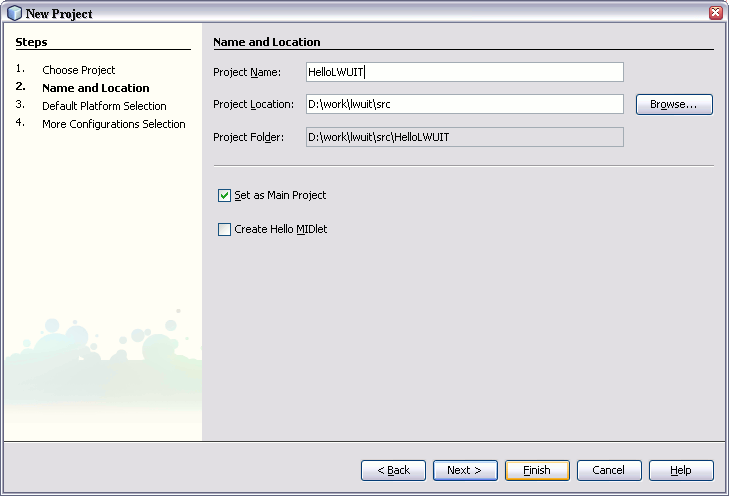 New Project
Steps
1. Choose Project
2. Name and Location
3. Default Platform Selection
4. More Configurations Selection
Name and Location
Project Name: HelloLWUIT
Project Location: D:\work\lwuit\src Browse...
Project Folder: D:\work\lwuit\src\HelloLWUIT
Set as Main Project
Create Hello MIDlet
< Back Next > Finish Cancel Help